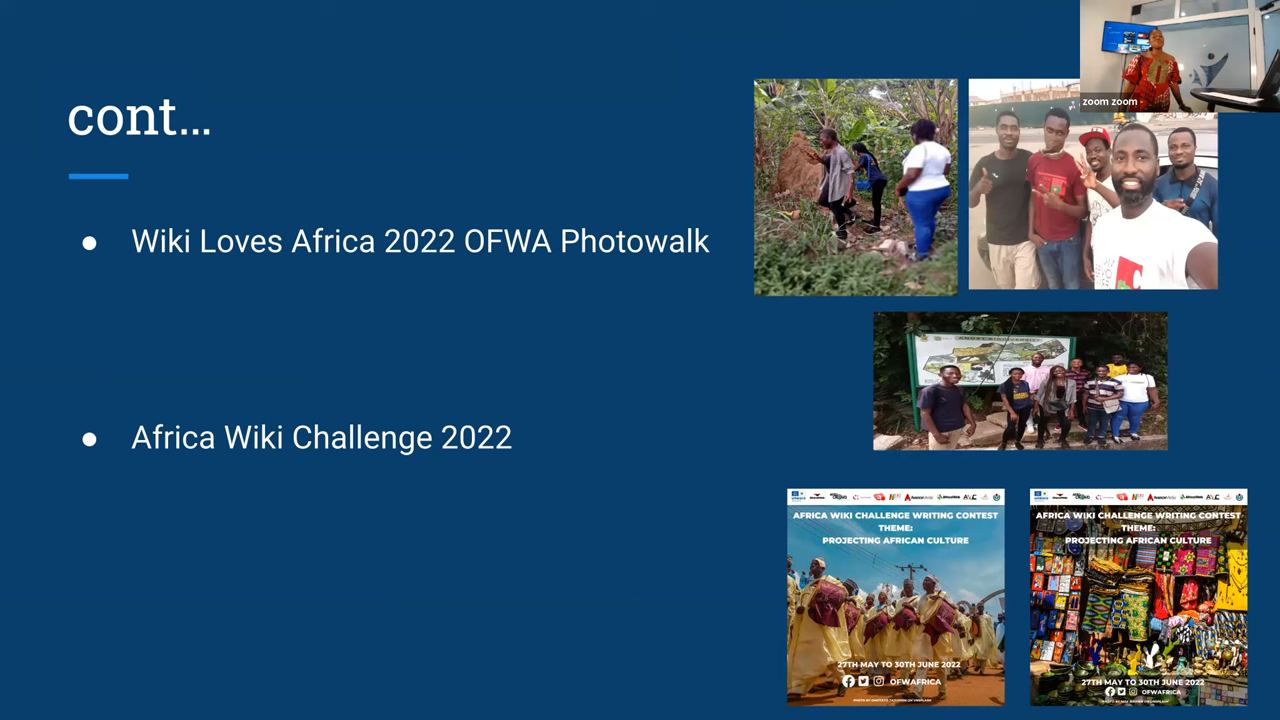 cont...
Wiki Loves Africa 2022 OFWA Photowalk
Africa Wiki Challenge 2022
zoom zoom
AFRICA WIKI CHALLENGE WRITING CONTEST
THEME:
PROJECTING AFRICAN CULTURE
27TH MAY TO 30TH JUNE 2022
OFWAFRICA
AFRICA WIKI CHALLENGE WRITING CONTEST
THEME:
PROJECTING AFRICAN CULTURE
27TH MAY TO 30TH JUNE 2022
OFWAFRICA